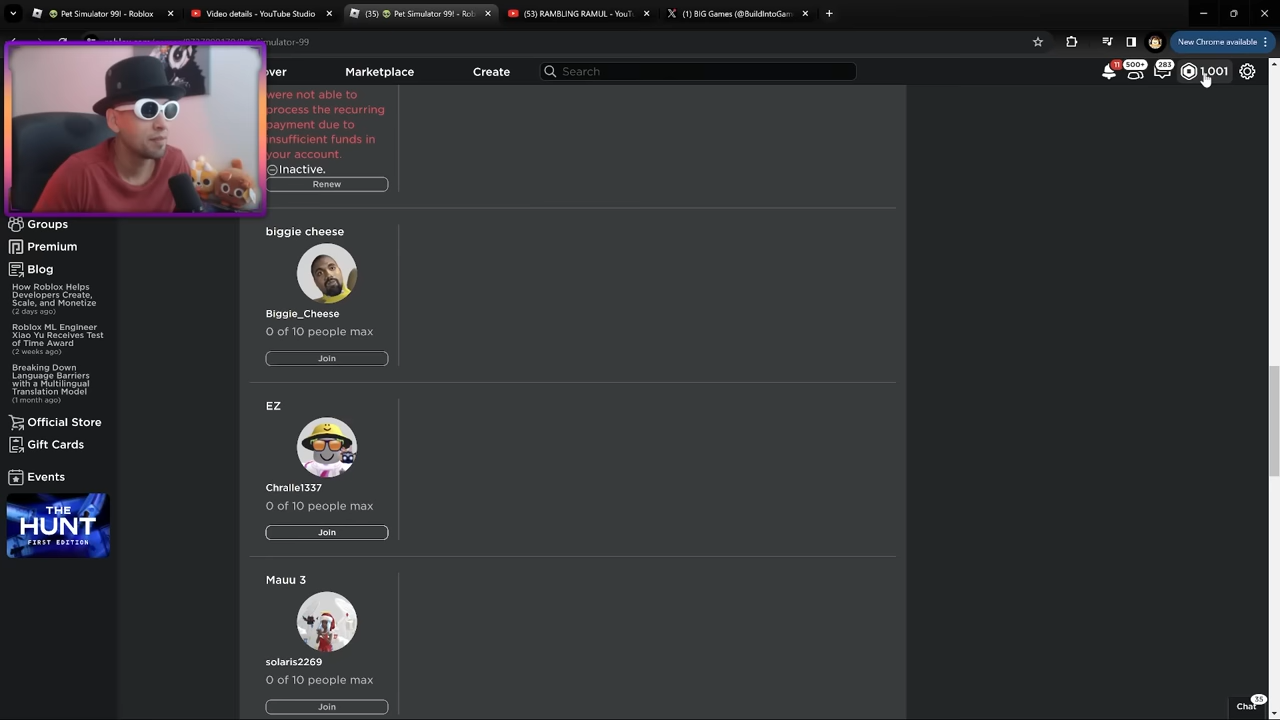 (35) 👽 Pet Simulator 99! - Roblox
Video details - YouTube Studio
(35) 👽 Pet Simulator 99! - Rob
(53) RAMBLING RAMUL - YouT
(1) BIG Games (@BuildIntoGam
New Chrome available
Marketplace
Create
Search
11
500+
283
1,001
were not able to
process the recurring
payment due to
insufficient funds in
your account.
Inactive.
Renew
Groups
Premium
Blog
How Roblox Helps
Developers Create,
Scale, and Monetize
(2 days ago)
Roblox ML Engineer
Xiao Yu Receives Test
of Time Award
(2 weeks ago)
Breaking Down
Language Barriers
with a Multilingual
Translation Model
(1 month ago)
Official Store
Gift Cards
Events
THE
HUNT
FIRST EDITION
biggie cheese
Biggie_Cheese
0 of 10 people max
Join
EZ
Chralle1337
0 of 10 people max
Join
Mauu 3
solaris2269
0 of 10 people max
Join
Chat
35